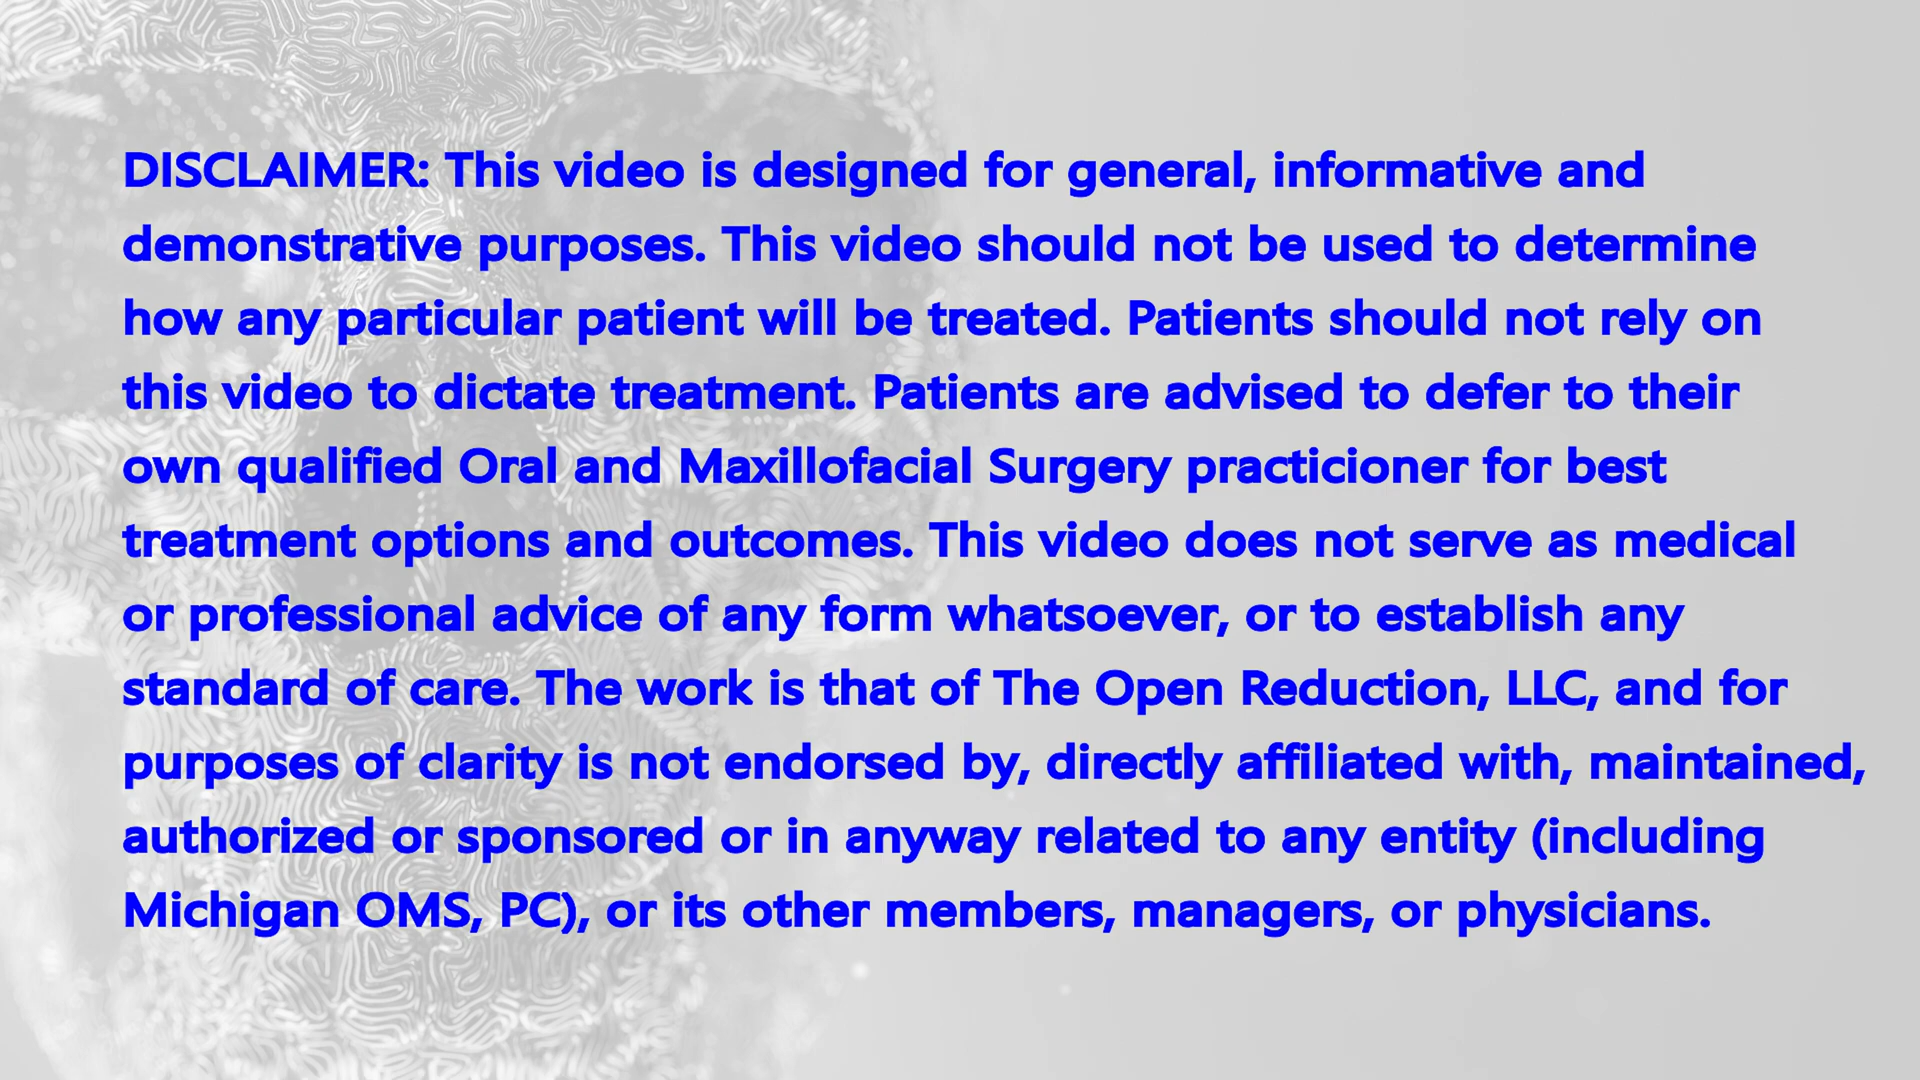 DISCLAIMER: This video is designed for general, informative and
demonstrative purposes. This video should not be used to determine
how any particular patient will be treated. Patients should not rely on
this video to dictate treatment. Patients are advised to defer to their
own qualified Oral and Maxillofacial Surgery practicioner for best
treatment options and outcomes. This video does not serve as medical
or professional advice of any form whatsoever, or to establish any
standard of care. The work is that of The Open Reduction, LLC, and for
purposes of clarity is not endorsed by, directly affiliated with, maintained,
authorized or sponsored or in anyway related to any entity (including
Michigan OMS, PC), or its other members, managers, or physicians.